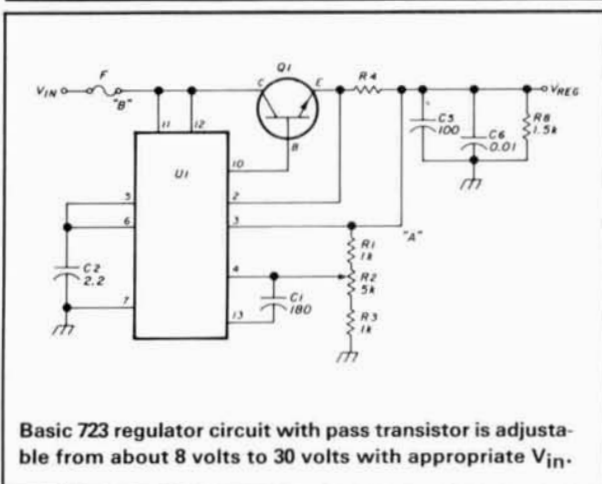 VIN
F
"B"
Q1
C
E
B
R4
VREG
C5
100
C6
0.01
R8
1.5k
11
12
10
U1
2
5
6
3
"A"
R1
1k
C2
2.2
4
R2
5k
C1
180
7
13
R3
1k
Basic 723 regulator circuit with pass transistor is adjusta-
ble from about 8 volts to 30 volts with appropriate Vin.